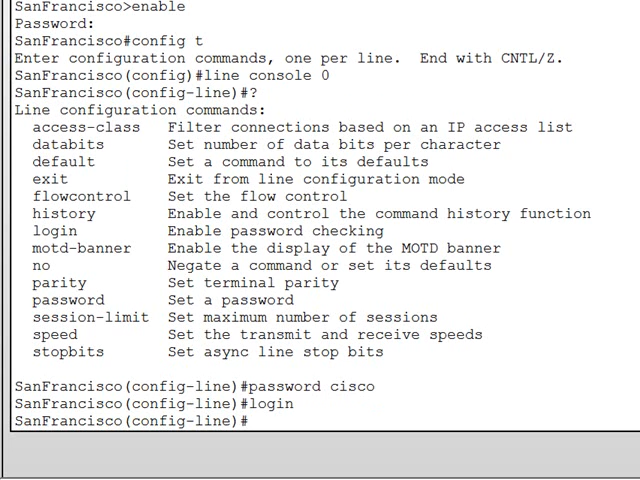 SanFrancisco>enable
Password:
SanFrancisco#config t
Enter configuration commands, one per line.  End with CNTL/Z.
SanFrancisco(config)#line console 0
SanFrancisco(config-line)#?
Line configuration commands:
  access-class   Filter connections based on an IP access list
  databits       Set number of data bits per character
  default        Set a command to its defaults
  exit           Exit from line configuration mode
  flowcontrol    Set the flow control
  history        Enable and control the command history function
  login          Enable password checking
  motd-banner    Enable the display of the MOTD banner
  no             Negate a command or set its defaults
  parity         Set terminal parity
  password       Set a password
  session-limit  Set maximum number of sessions
  speed          Set the transmit and receive speeds
  stopbits       Set async line stop bits
SanFrancisco(config-line)#password cisco
SanFrancisco(config-line)#login
SanFrancisco(config-line)#